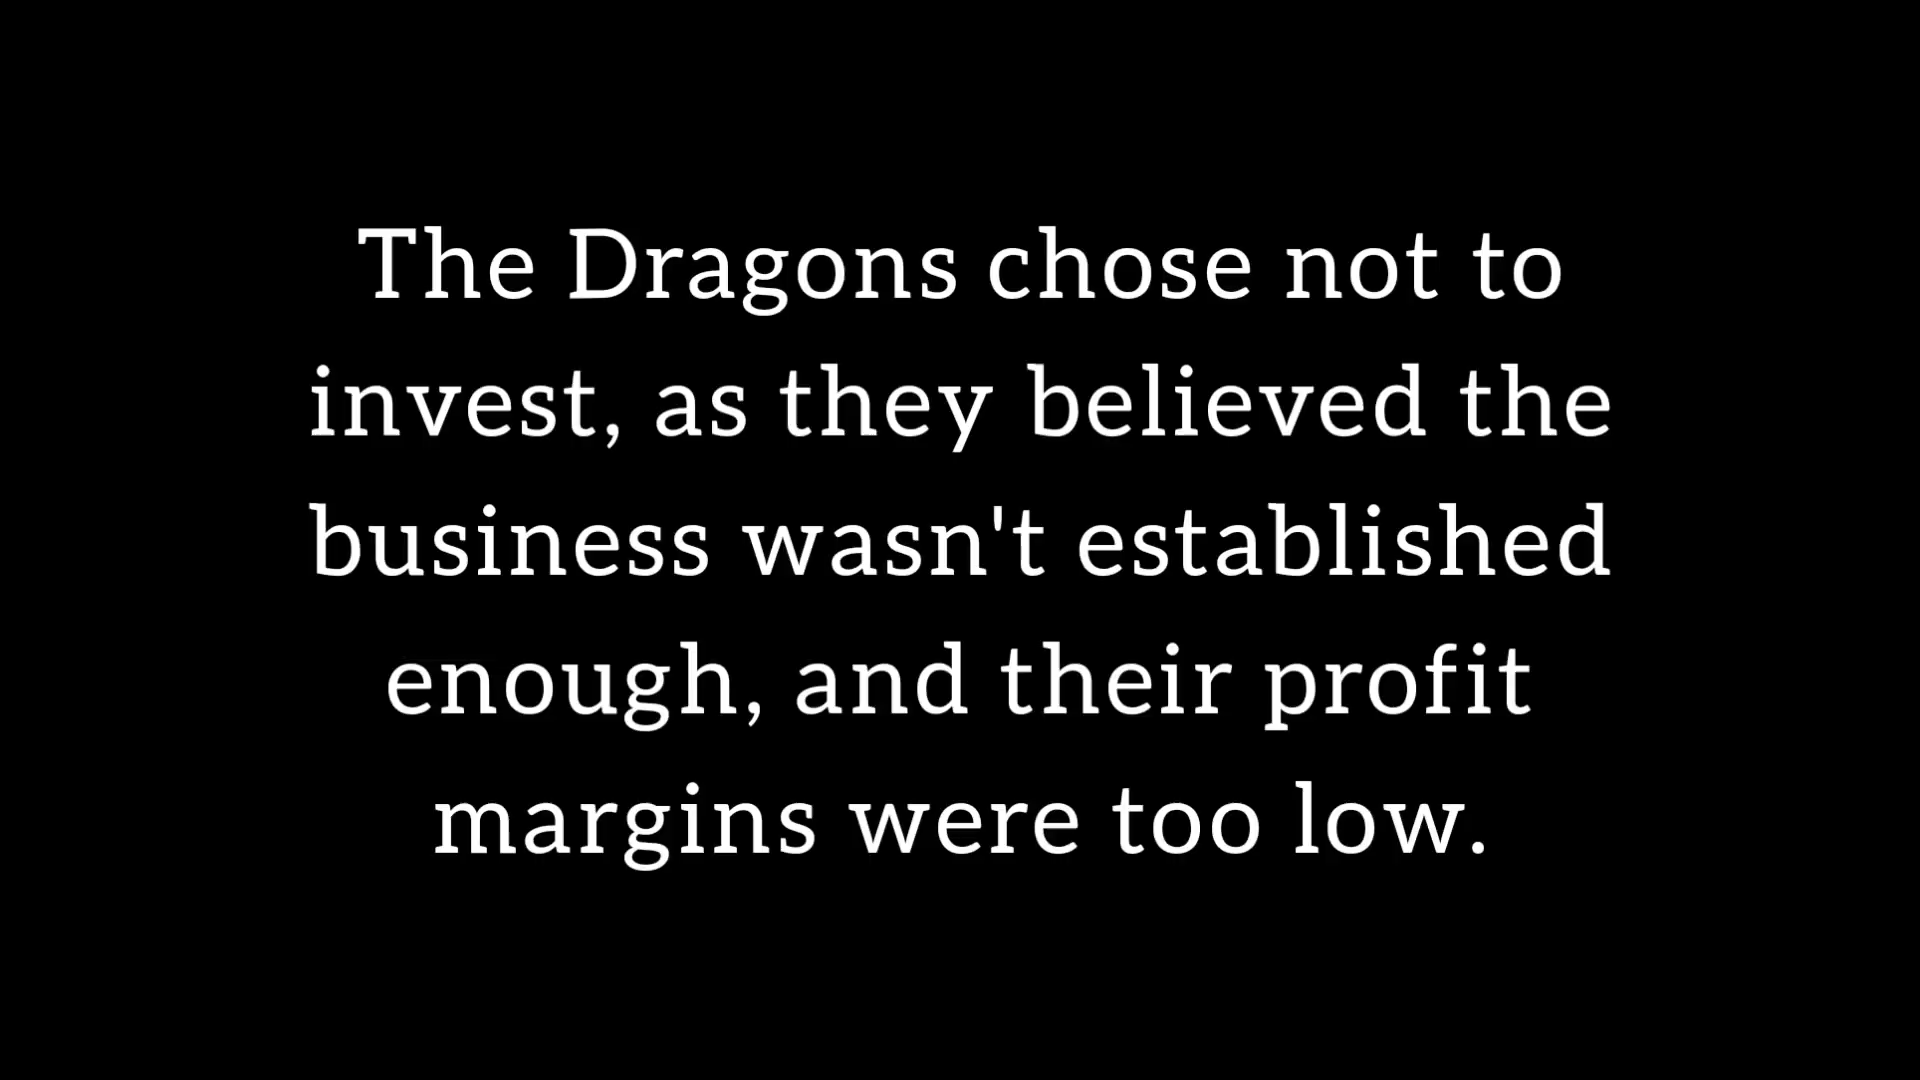 The Dragons chose not to
invest, as they believed the
business wasn't established
enough, and their profit
margins were too low.